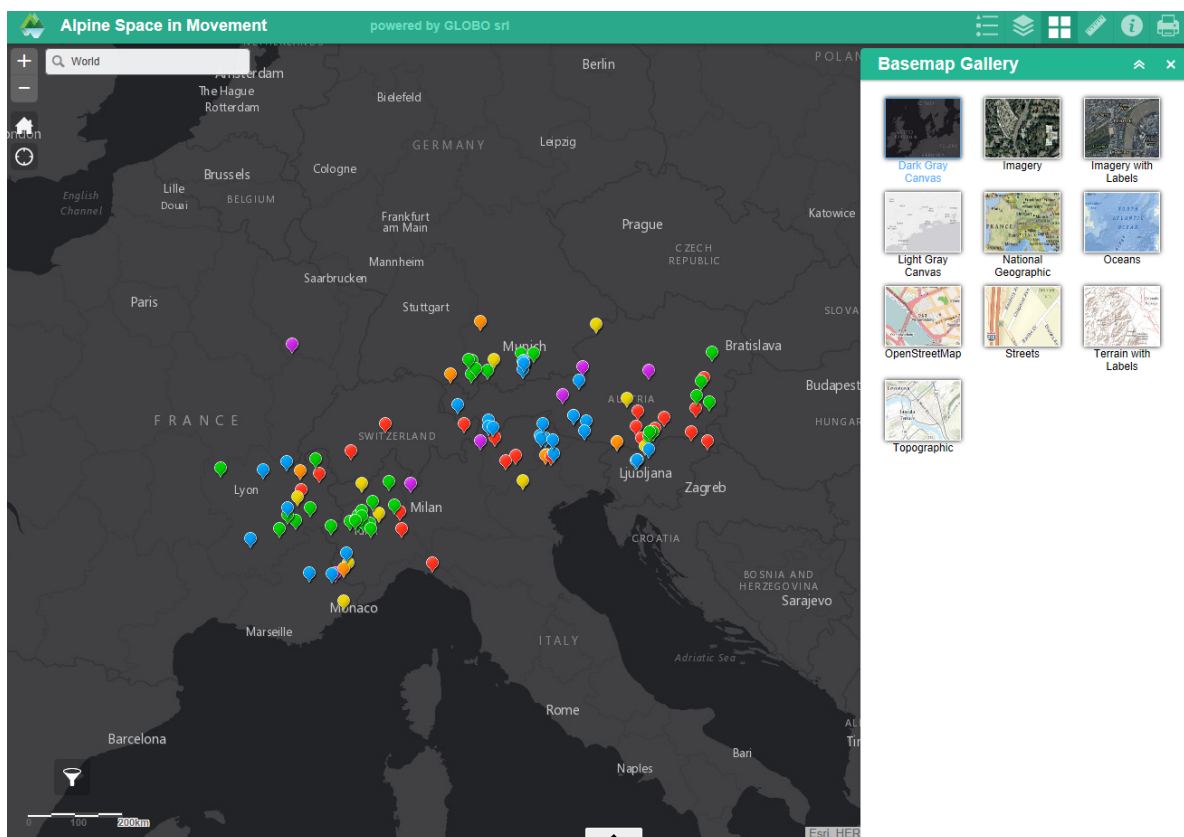 Alpine Space in Movement
powered by GLOBO srl
World
Basemap Gallery
Dark Gray
Canvas
Imagery
Imagery with
Labels
Light Gray
Canvas
National
Geographic
Oceans
OpenStreetMap
Streets
Terrain with
Labels
Topographic
Berlin
POLAN
The Hague
Rotterdam
Bielefeld
GERMANY
Leipzig
Cologne
Brussels
Lille
BELGIUM
Douai
English
Channel
Frankfurt
am Main
Prague
Katowice
CZECH
REPUBLIC
Mannheim
Saarbrucken
Paris
Stuttgart
SLOVA
Munich
Bratislava
Budapest
AUSTRIA
FRANCE
HUNGAR
SWITZERLAND
Ljubljana
Lyon
Zagreb
Milan
CROATIA
BOSNIA AND
HERZEGOVINA
Sarajevo
Monaco
Marseille
ITALY
Adriatic Sea
Rome
Barcelona
Bari
Naples
0 100 200km
Esri, HER